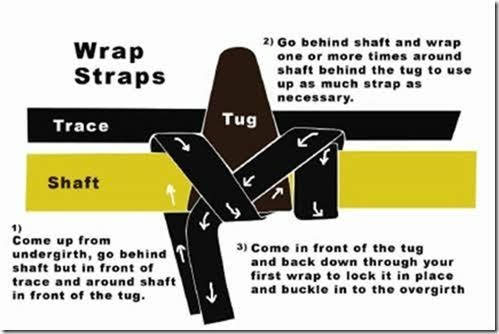 Wrap
Straps
2) Go behind shaft and wrap
one or more times around
shaft behind the tug to use
up as much strap as
necessary.
Tug
Trace
Shaft
1)
Come up from
undergirth, go behind
shaft but in front of
trace and around shaft
in front of the tug.
3) Come in front of the tug
and back down through your
first wrap to lock it in place
and buckle in to the overgirth